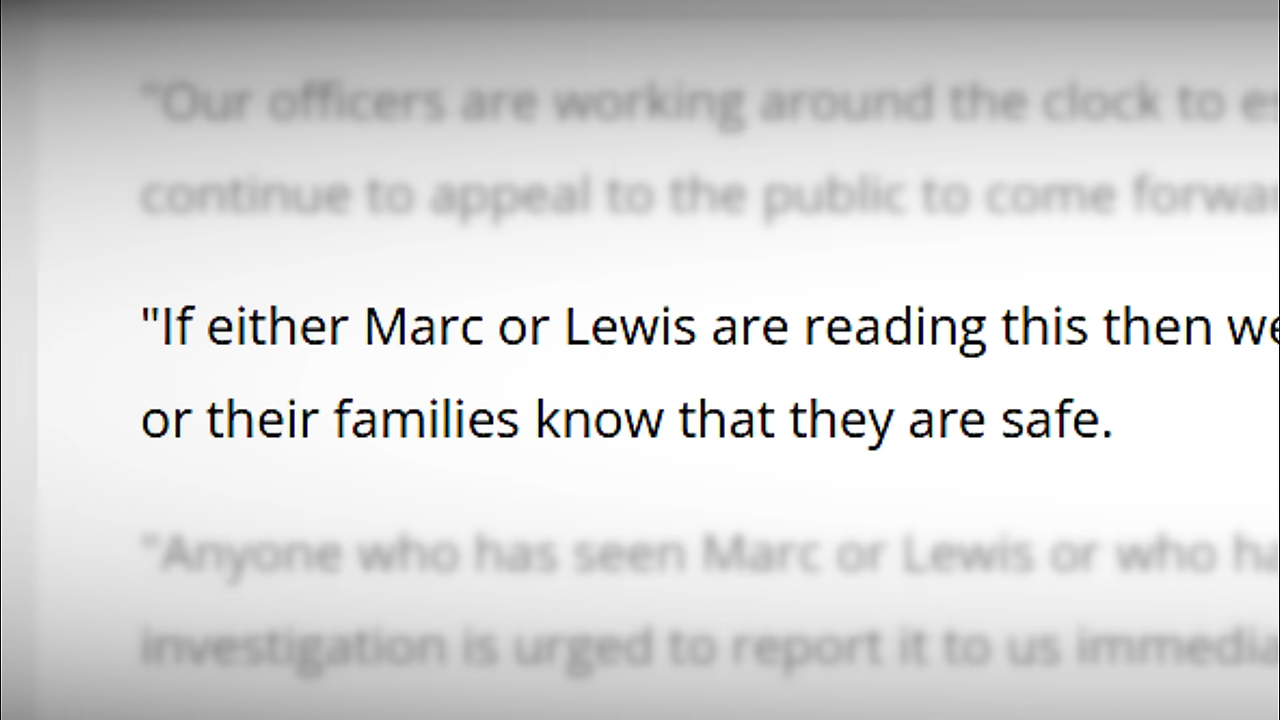 "Our officers are working around the clock to
continue to appeal to the public to come
"If either Marc or Lewis are reading this then we
or their families know that they are safe.
"Anyone who has seen Marc or Lewis or who
investigation is urged to report it to us